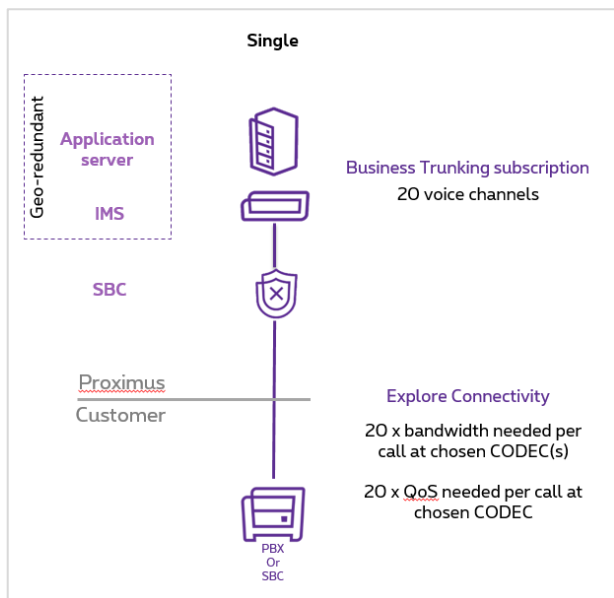 Single
Geo-redundant
Application
server
IMS
Business Trunking subscription
20 voice channels
SBC
Proximus
Customer
Explore Connectivity
20 x bandwidth needed per
call at chosen CODEC(s)
20 x QoS needed per call at
chosen CODEC
PBX
Or
SBC